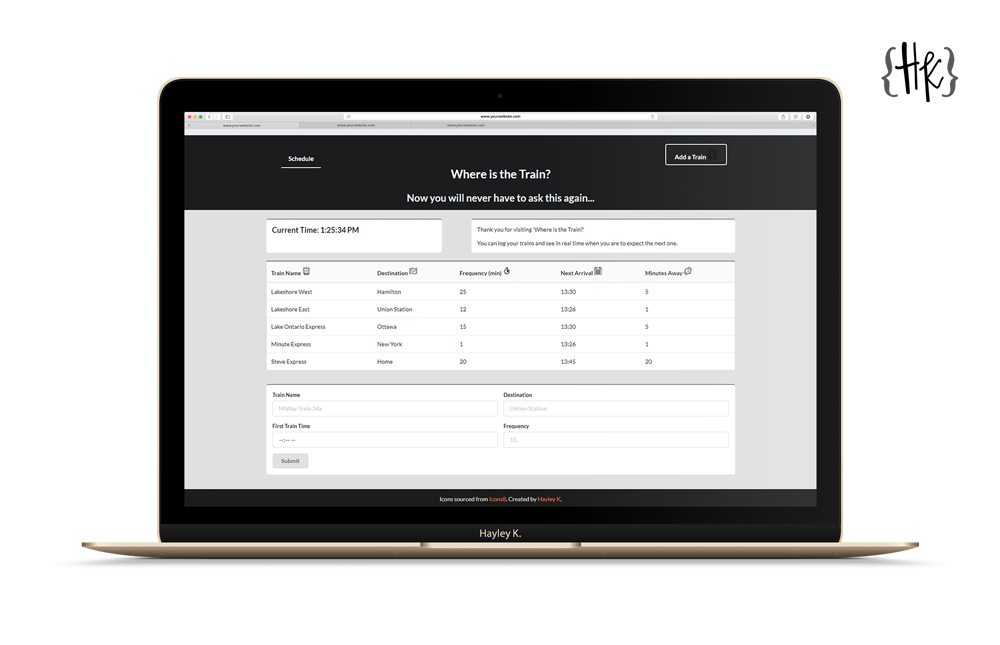 {HK}
www.yourwebsite.com
www.yourwebsite.com www.yourwebsite.com www.yourwebsite.com
Schedule
Add a Train
Where is the Train?
Now you will never have to ask this again...
Current Time: 1:25:34 PM
Thank you for visiting 'Where is the Train?'
You can log your trains and see in real time when you are to expect the next one.
Train Name Destination Frequency (min) Next Arrival Minutes Away
Lakeshore West Hamilton 25 13:30 5
Lakeshore East Union Station 12 13:26 1
Lake Ontario Express Ottawa 15 13:30 5
Minute Express New York 1 13:26 1
Steve Express Home 20 13:45 20
Train Name Destination
MiWay Train 34a Untion Station
First Train Time Frequency
--:-- -- 15
Submit
Icons sourced from Icons8. Created by Hayley K.
Hayley K.